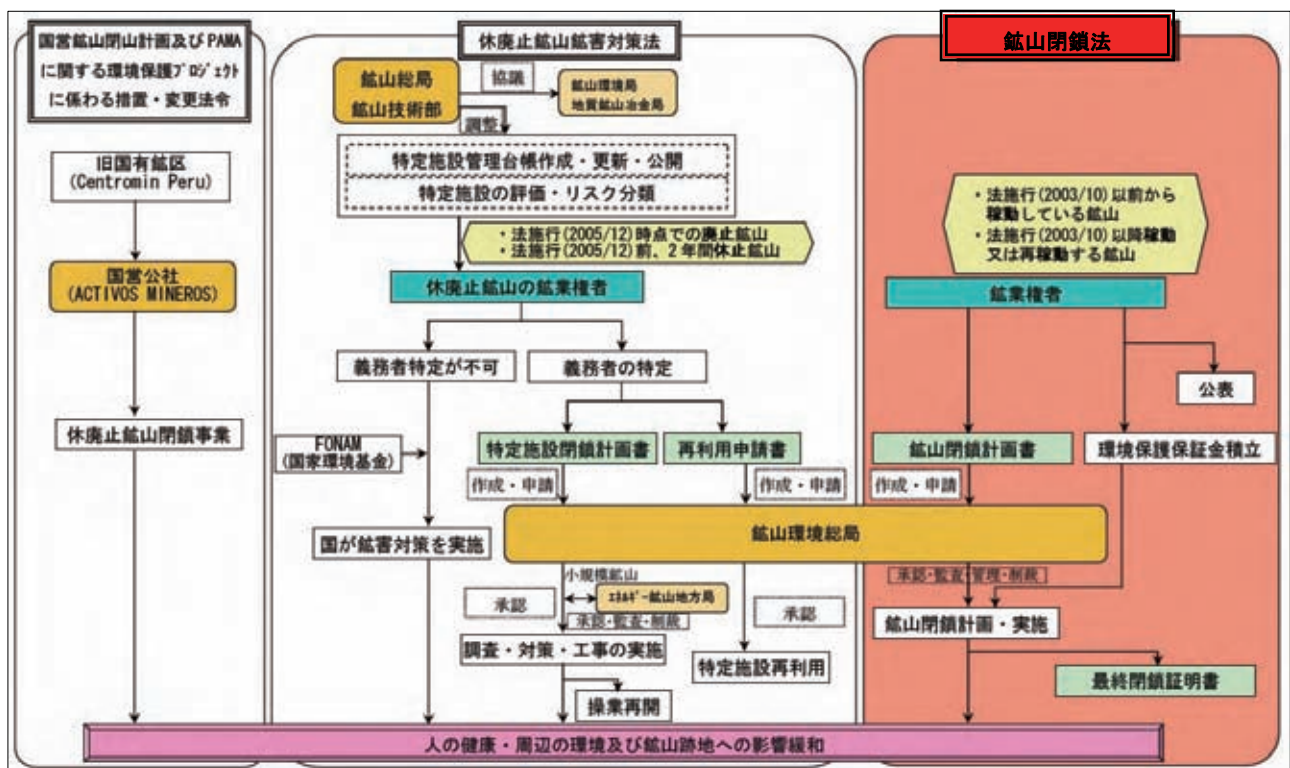 国営鉱山閉山計画及びPAMA
に関する環境保護プロジェクト
に係わる措置・変更法令
旧国有鉱区
(Centromin Peru)
国営公社
(ACTIVOS MINEROS)
休廃止鉱山閉鎖事業
休廃止鉱山鉱害対策法
鉱山総局
鉱山技術部
協議
鉱山環境局
地質鉱山冶金局
調整
特定施設管理台帳作成・更新・公開
特定施設の評価・リスク分類
・法施行(2005/12)時点での廃止鉱山
・法施行(2005/12)前、2年間休止鉱山
休廃止鉱山の鉱業権者
義務者特定が不可
義務者の特定
FONAM
(国家環境基金)
特定施設閉鎖計画書
再利用申請書
作成・申請
作成・申請
国が鉱害対策を実施
鉱山環境総局
小規模鉱山
承認
エネルギー鉱山地方局
承認・監査・制裁
承認
調査・対策・工事の実施
特定施設再利用
操業再開
鉱山閉鎖法
・法施行(2003/10)以前から
稼動している鉱山
・法施行(2003/10)以降稼動
又は再稼動する鉱山
鉱業権者
公表
鉱山閉鎖計画書
環境保護保証金積立
作成・申請
承認・監査・管理・制裁
鉱山閉鎖計画・実施
最終閉鎖証明書
人の健康・周辺の環境及び鉱山跡地への影響緩和